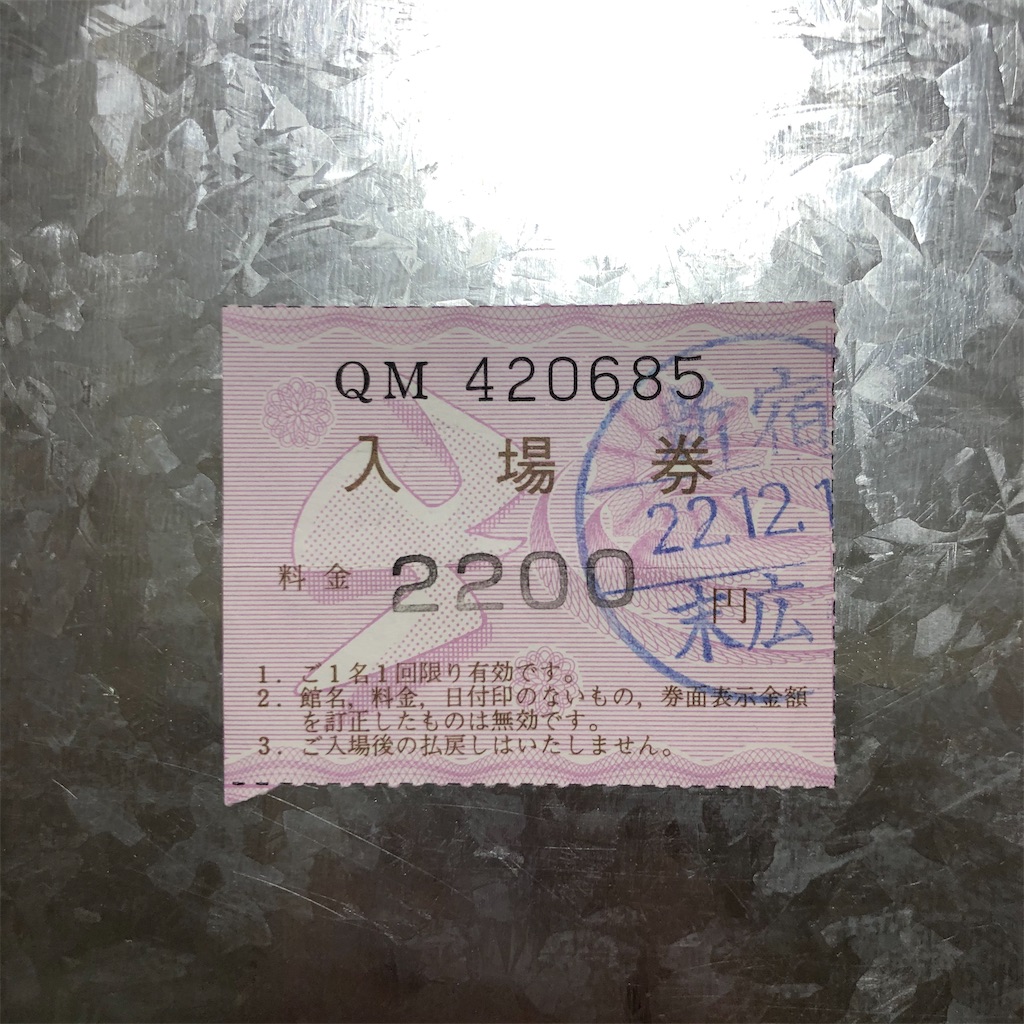 QM 420685
入場券
料金 2200 円
新宿
22.12.1
末広
1. ご1名1回限り有効です。
2. 館名, 料金, 日付印のないもの, 券面表示金額
を訂正したものは無効です。
3. ご入場後の払戻しはいたしません。